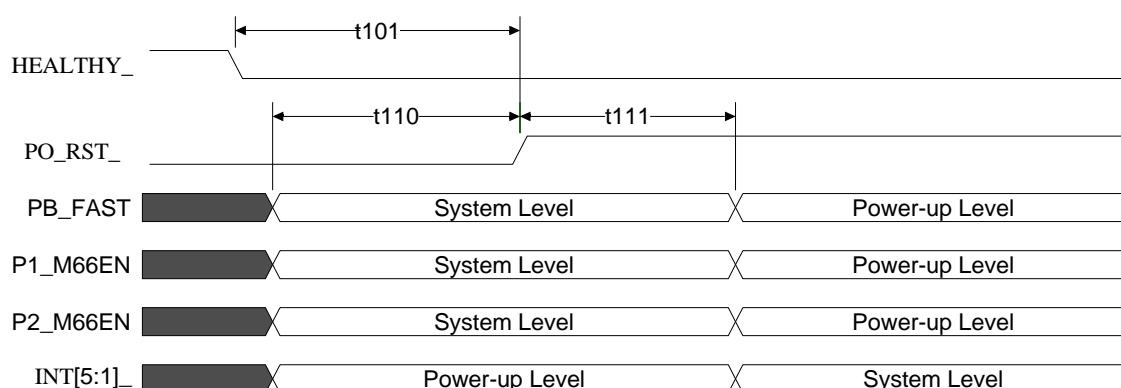 t101
HEALTHY_
t110 t111
PO_RST_
PB_FAST System Level Power-up Level
P1_M66EN System Level Power-up Level
P2_M66EN System Level Power-up Level
INT[5:1]_ Power-up Level System Level